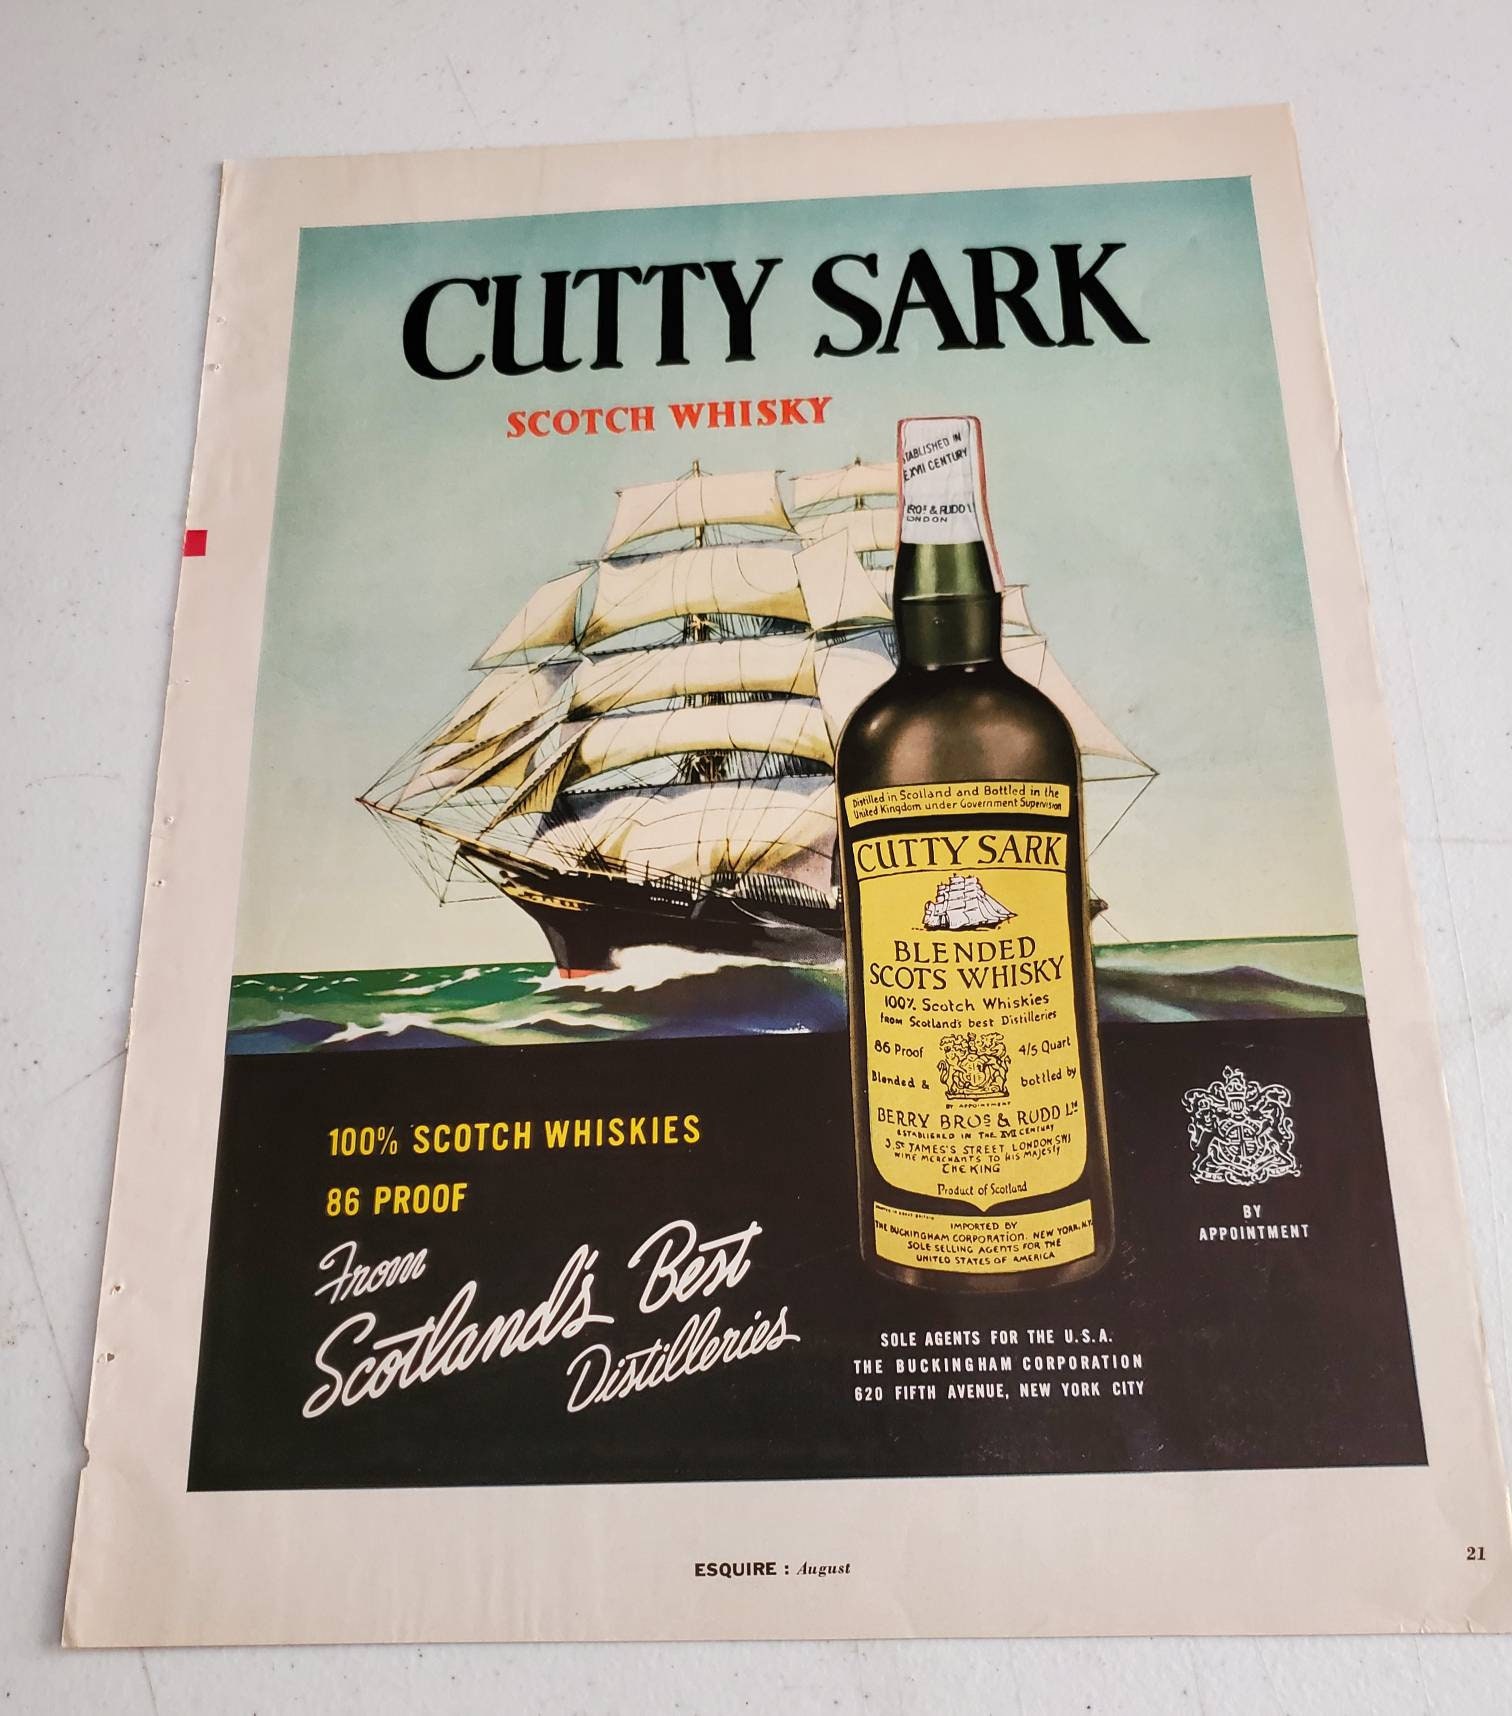 CUTTY SARK
SCOTCH WHISKY
TABLISHED IN
E XVII CENTURY
BROS & RUDD L
ONDON
Distilled in Scotland and Bottled in the
United Kingdom under Government Supervision
CUTTY SARK
BLENDED
SCOTS WHISKY
100% Scotch Whiskies
from Scotland's best Distilleries
86 Proof 4/5 Quart
Blended & bottled by
BY APPOINTMENT
BERRY BROS & RUDD LTD
ESTABLISHED IN THE XVII CENTURY
3, ST JAMES'S STREET, LONDON, SW1
WINE MERCHANTS TO HIS MAJESTY
THE KING
Product of Scotland
IMPORTED BY
THE BUCKINGHAM CORPORATION, NEW YORK, N.Y.
SOLE SELLING AGENTS FOR THE
UNITED STATES OF AMERICA
100% SCOTCH WHISKIES
86 PROOF
From
Scotland's Best
Distilleries
BY
APPOINTMENT
SOLE AGENTS FOR THE U.S.A.
THE BUCKINGHAM CORPORATION
620 FIFTH AVENUE, NEW YORK CITY
ESQUIRE : August
21